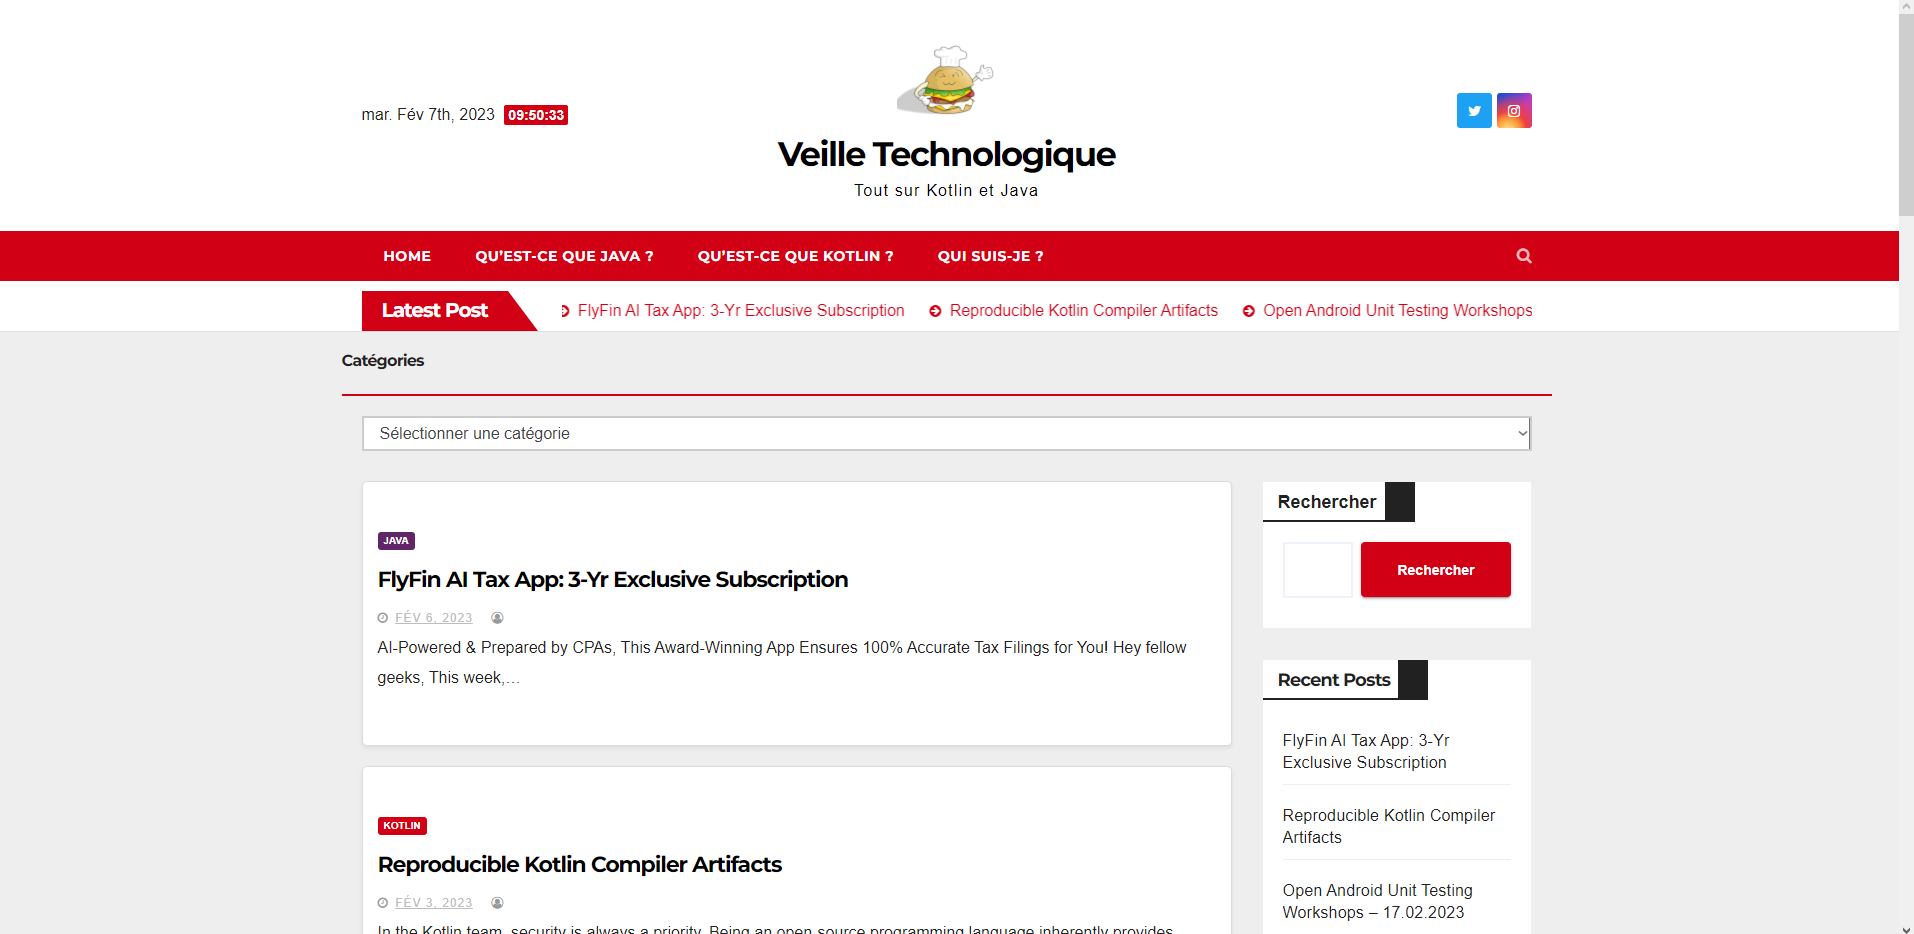 mar. Fév 7th, 2023 09:50:33
Veille Technologique
Tout sur Kotlin et Java
HOME QU'EST-CE QUE JAVA ? QU'EST-CE QUE KOTLIN ? QUI SUIS-JE ?
Latest Post FlyFin AI Tax App: 3-Yr Exclusive Subscription Reproducible Kotlin Compiler Artifacts Open Android Unit Testing Workshops
Catégories
Sélectionner une catégorie
JAVA
FlyFin AI Tax App: 3-Yr Exclusive Subscription
FÉV 6, 2023
AI-Powered & Prepared by CPAs, This Award-Winning App Ensures 100% Accurate Tax Filings for You! Hey fellow
geeks, This week,…
KOTLIN
Reproducible Kotlin Compiler Artifacts
FÉV 3, 2023
In the Kotlin team, security is always a priority. Being an open source programming language inherently provides
Rechercher
Rechercher
Recent Posts
FlyFin AI Tax App: 3-Yr
Exclusive Subscription
Reproducible Kotlin Compiler
Artifacts
Open Android Unit Testing
Workshops – 17.02.2023